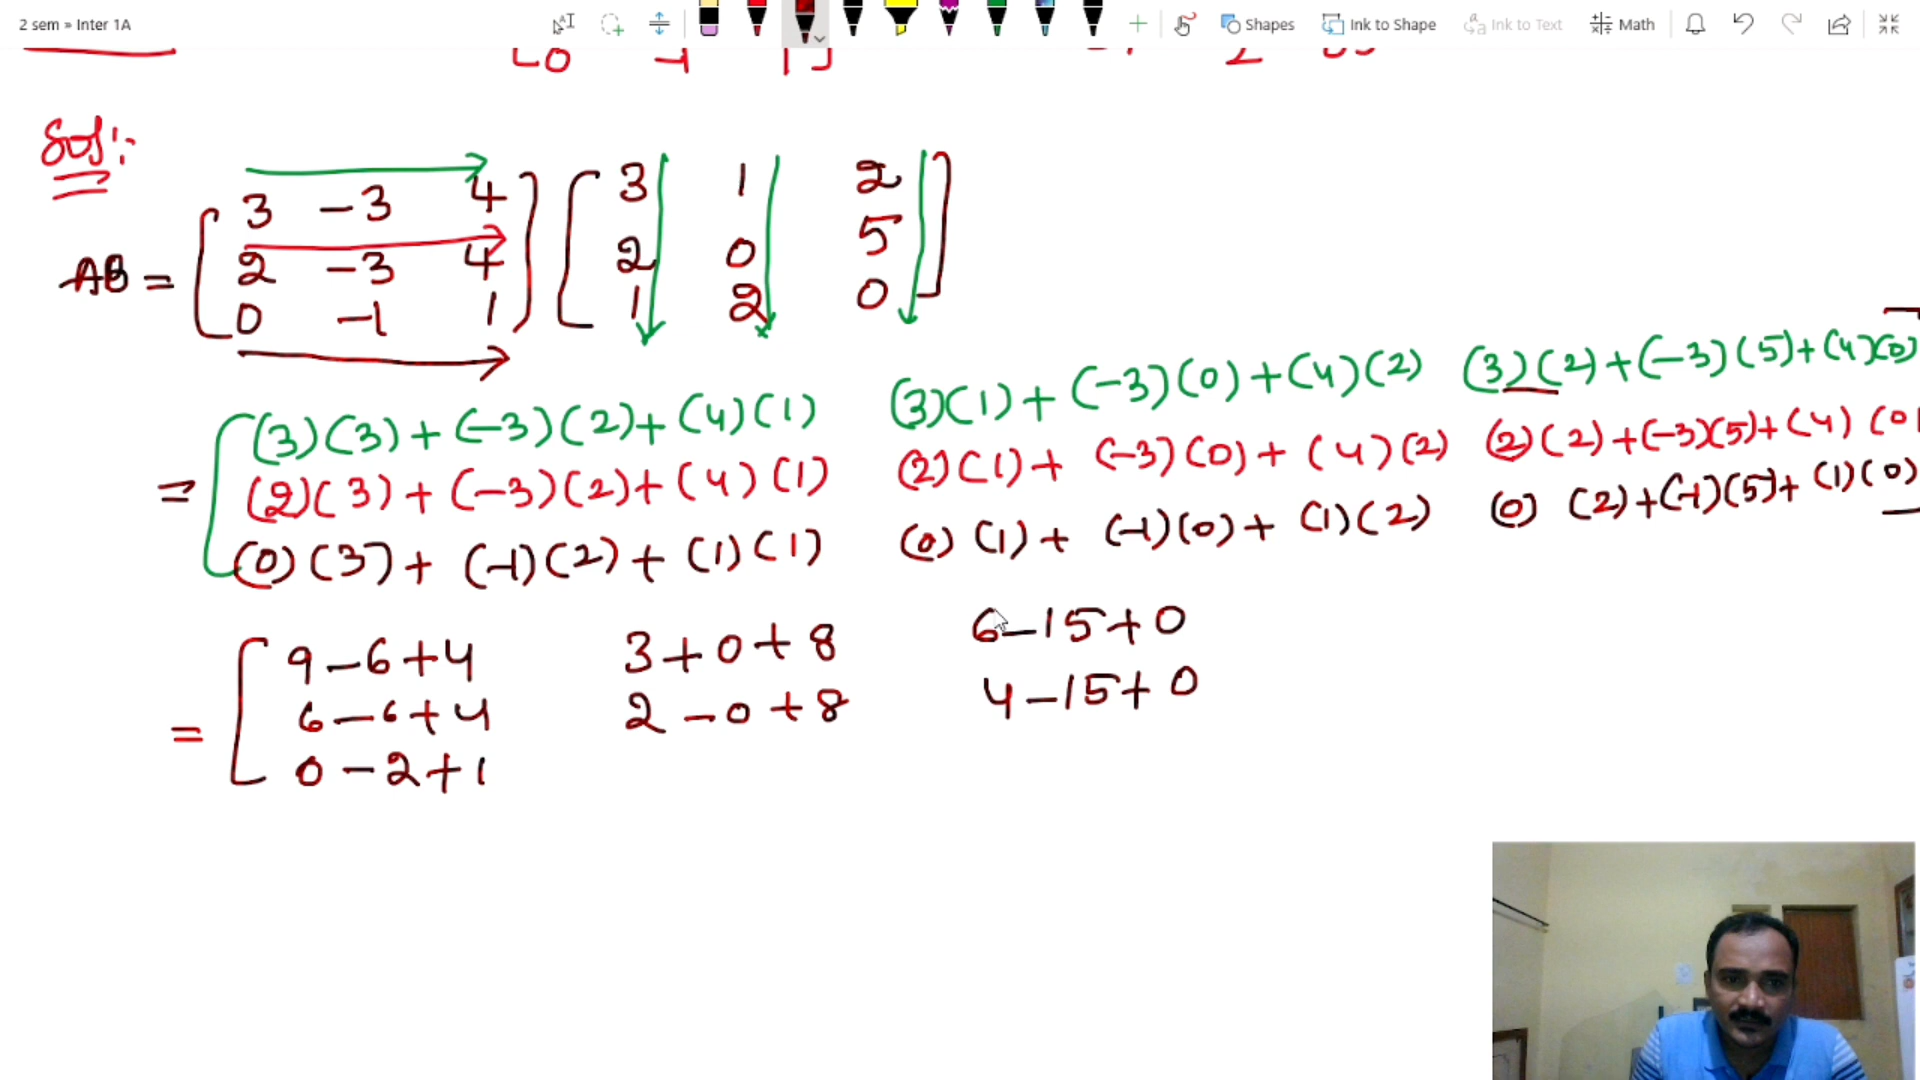 2 sem » Inter 1A
Shapes Ink to Shape Ink to Text Math
0 -1 1
Sol:
3 -3 4 3 1 2
AB = 2 -3 4 2 0 5
0 -1 1 1 2 0
(3)(3)+(-3)(2)+(4)(1) (3)(1)+(-3)(0)+(4)(2) (3)(2)+(-3)(5)+(4)(0)
= (2)(3)+(-3)(2)+(4)(1) (2)(1)+(-3)(0)+(4)(2) (2)(2)+(-3)(5)+(4)(0)
(0)(3)+(-1)(2)+(1)(1) (0)(1)+(-1)(0)+(1)(2) (0)(2)+(-1)(5)+(1)(0)
9-6+4 3+0+8 6-15+0
= 6-6+4 2-0+8 4-15+0
0-2+1